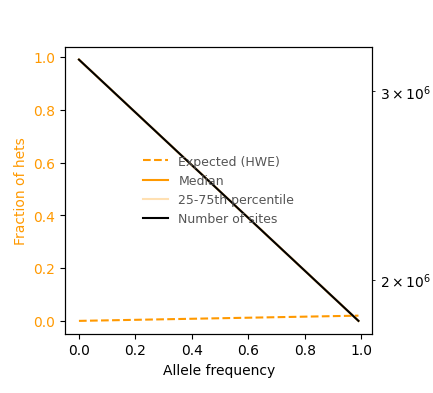 1.0
0.8
0.6
0.4
0.2
0.0
Fraction of hets
3 × 10⁶
2 × 10⁶
Expected (HWE)
Median
25-75th percentile
Number of sites
0.0 0.2 0.4 0.6 0.8 1.0
Allele frequency